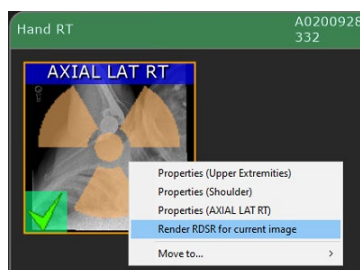 Hand RT
A0200928
332
AXIAL LAT RT
Properties (Upper Extremities)
Properties (Shoulder)
Properties (AXIAL LAT RT)
Render RDSR for current image
Move to...